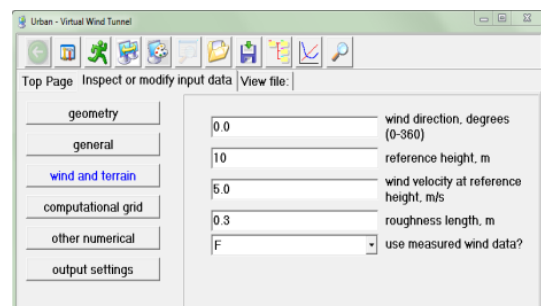 Urban - Virtual Wind Tunnel
Top Page Inspect or modify input data View file:
geometry
general
wind and terrain
computational grid
other numerical
output settings
0.0 wind direction, degrees
(0-360)
10 reference height, m
5.0 wind velocity at reference
height, m/s
0.3 roughness length, m
F use measured wind data?